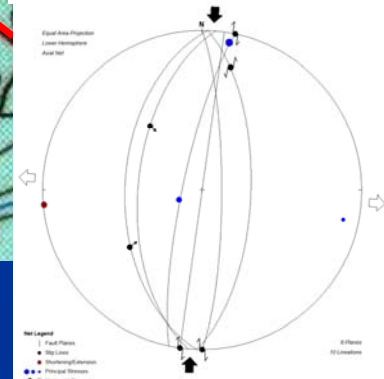 Equal Area Projection
Lower Hemisphere
Axial Net
N
Net Legend
Fault Planes
Slip Lines
Shortening/Extension
Principal Stresses
6 Planes
10 Lineations